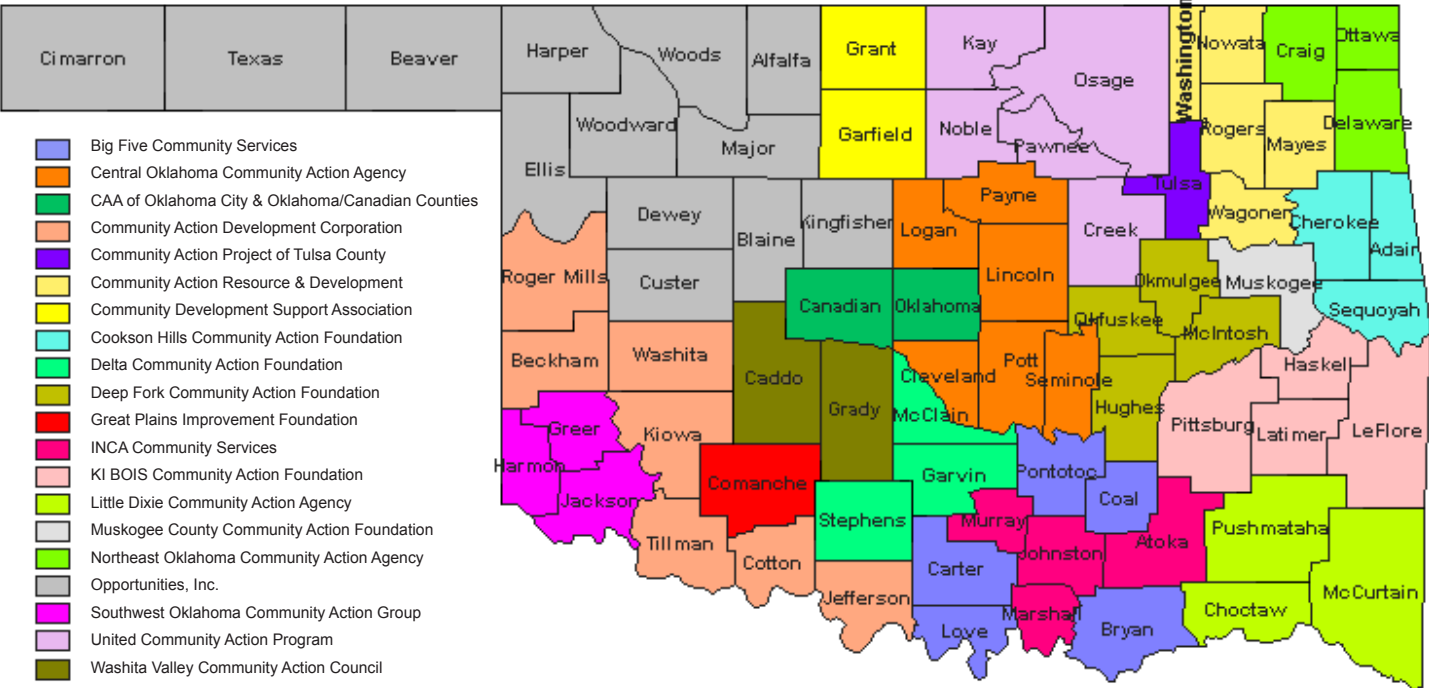 Washington
Cimarron
Texas
Beaver
Harper
Woods
Alfalfa
Grant
Kay
Osage
Nowata
Craig
Ottawa
Woodward
Major
Garfield
Noble
Pawnee
Rogers
Mayes
Delaware
Ellis
Dewey
Blaine
Kingfisher
Logan
Payne
Creek
Tulsa
Wagoner
Cherokee
Adair
Roger Mills
Custer
Canadian
Oklahoma
Lincoln
Okmulgee
Muskogee
Sequoyah
Okfuskee
McIntosh
Beckham
Washita
Caddo
Grady
Cleveland
Pott
Seminole
Hughes
Haskell
McClain
Pittsburg
Latimer
LeFlore
Greer
Kiowa
Harmon
Jackson
Comanche
Garvin
Pontotoc
Coal
Stephens
Murray
Johnston
Atoka
Pushmataha
Tillman
Cotton
Carter
McCurtain
Jefferson
Love
Marshall
Bryan
Choctaw
Big Five Community Services
Central Oklahoma Community Action Agency
CAA of Oklahoma City & Oklahoma/Canadian Counties
Community Action Development Corporation
Community Action Project of Tulsa County
Community Action Resource & Development
Community Development Support Association
Cookson Hills Community Action Foundation
Delta Community Action Foundation
Deep Fork Community Action Foundation
Great Plains Improvement Foundation
INCA Community Services
KI BOIS Community Action Foundation
Little Dixie Community Action Agency
Muskogee County Community Action Foundation
Northeast Oklahoma Community Action Agency
Opportunities, Inc.
Southwest Oklahoma Community Action Group
United Community Action Program
Washita Valley Community Action Council